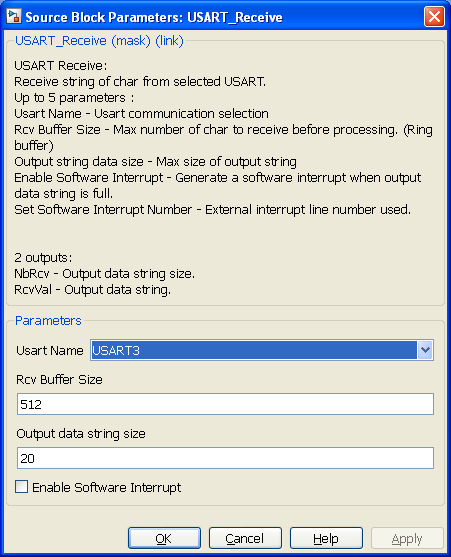 Source Block Parameters: USART_Receive
USART_Receive (mask) (link)
USART Receive:
Receive string of char from selected USART.
Up to 5 parameters :
Usart Name - Usart communication selection
Rcv Buffer Size - Max number of char to receive before processing. (Ring
buffer)
Output string data size - Max size of output string
Enable Software Interrupt - Generate a software interrupt when output
data string is full.
Set Software Interrupt Number - External interrupt line number used.
2 outputs:
NbRcv - Output data string size.
RcvVal - Output data string.
Parameters
Usart Name USART3
Rcv Buffer Size
512
Output data string size
20
Enable Software Interrupt
OK Cancel Help Apply